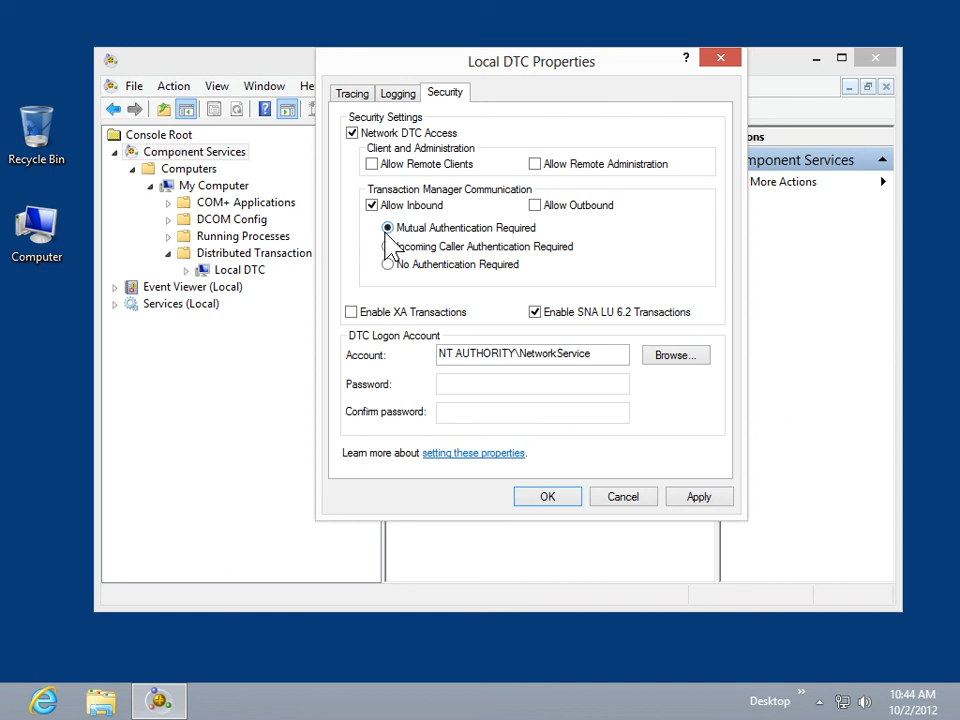 Recycle Bin
Computer
File Action View Window He
Console Root
Component Services
Computers
My Computer
COM+ Applications
DCOM Config
Running Processes
Distributed Transaction
Local DTC
Event Viewer (Local)
Services (Local)
Local DTC Properties
?
Tracing Logging Security
Security Settings
Network DTC Access
Client and Administration
Allow Remote Clients Allow Remote Administration
Transaction Manager Communication
Allow Inbound Allow Outbound
Mutual Authentication Required
ncoming Caller Authentication Required
No Authentication Required
Enable XA Transactions Enable SNA LU 6.2 Transactions
DTC Logon Account
Account: NT AUTHORITY\NetworkService Browse...
Password:
Confirm password:
Learn more about setting these properties.
OK Cancel Apply
ons
mponent Services
More Actions
Desktop
10:44 AM
10/2/2012